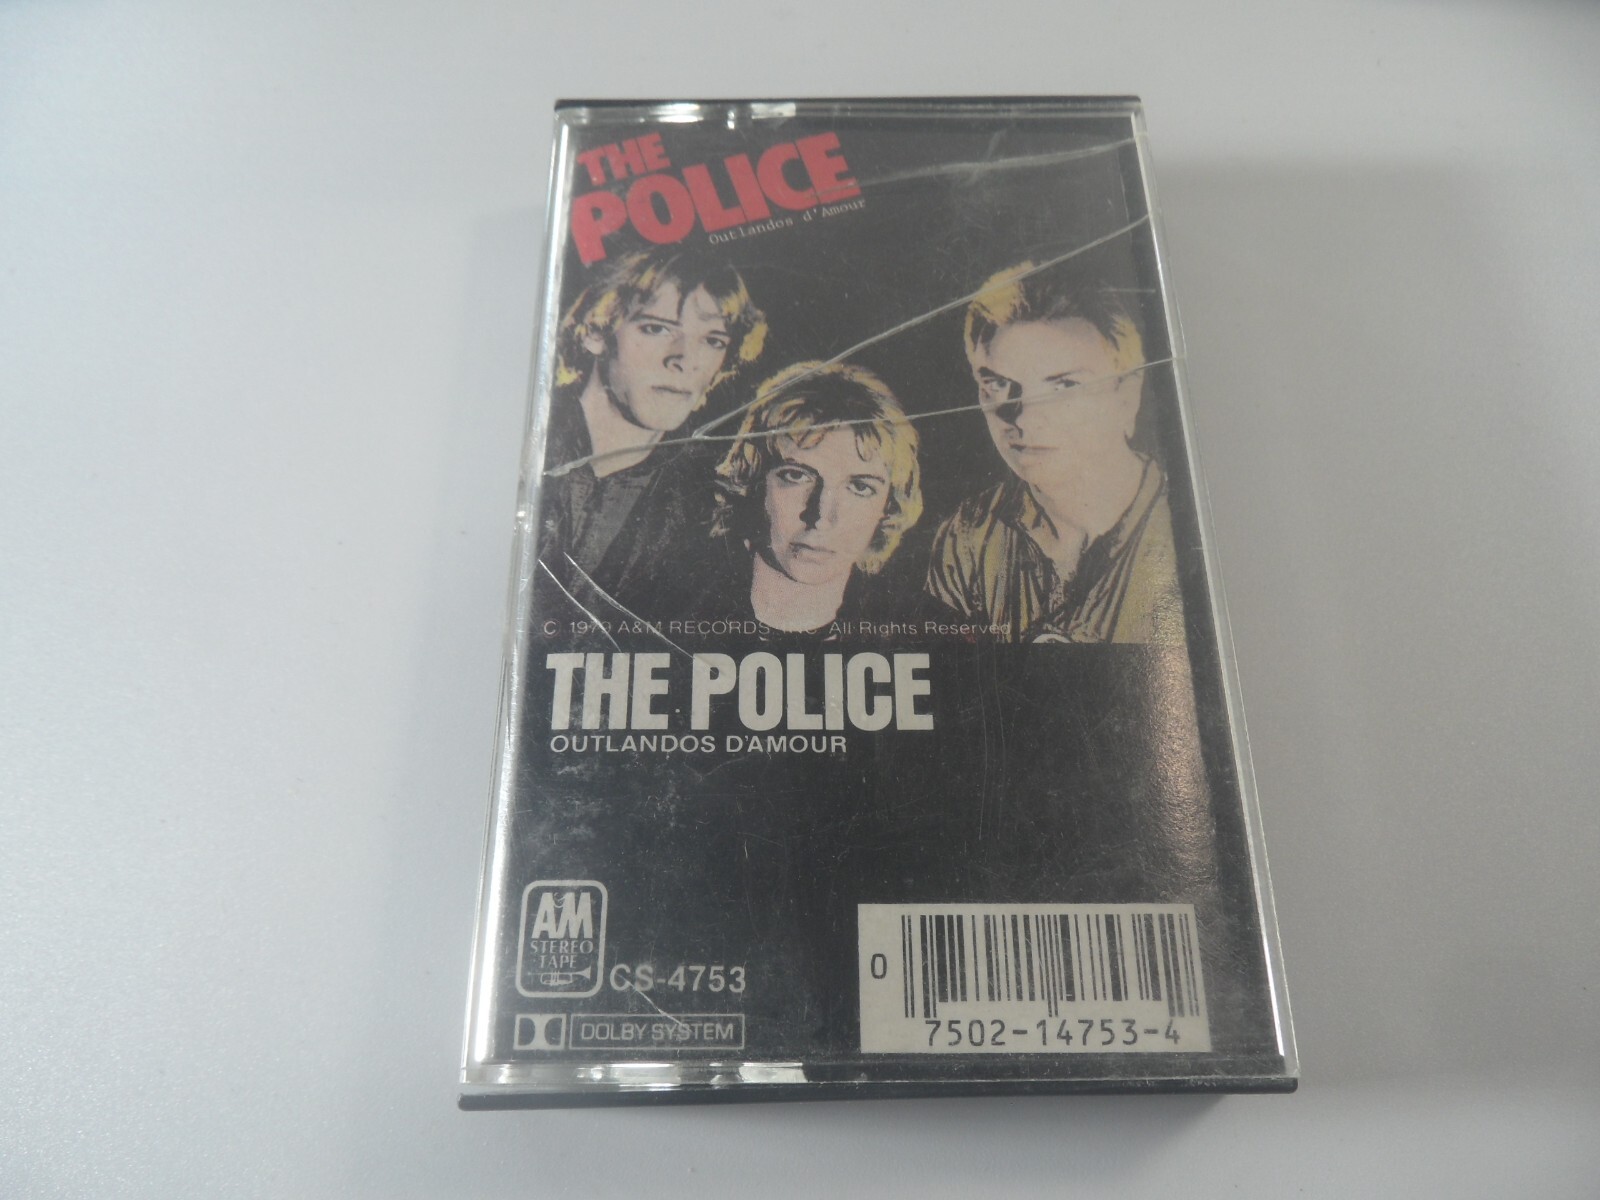 THE
POLICE
Outlandos d'Amour
C 1979 A&M RECORDS, INC. All Rights Reserved
THE POLICE
OUTLANDOS D'AMOUR
AM
STEREO
TAPE
CS-4753
DOLBY SYSTEM
0
7502-14753-4